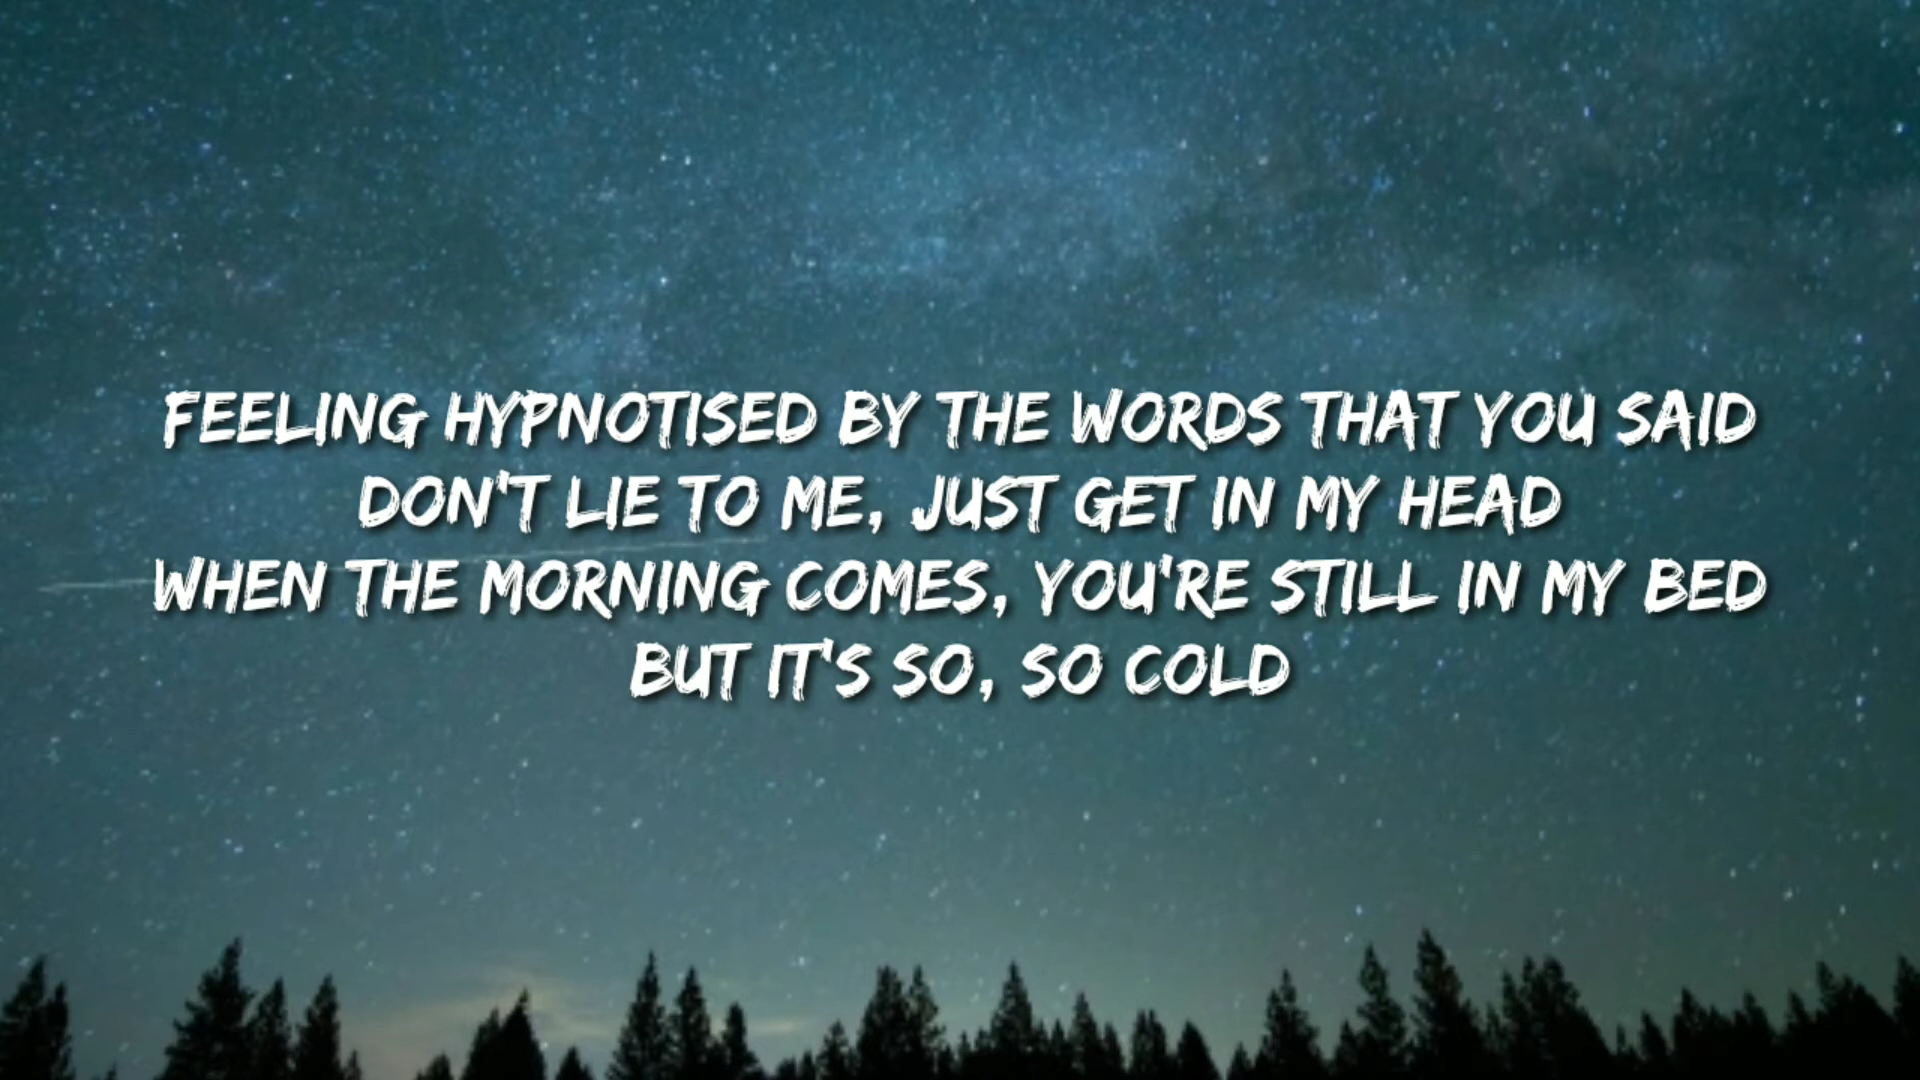 FEELING HYPNOTISED BY THE WORDS THAT YOU SAID
DON'T LIE TO ME, JUST GET IN MY HEAD
WHEN THE MORNING COMES, YOU'RE STILL IN MY BED
BUT IT'S SO, SO COLD